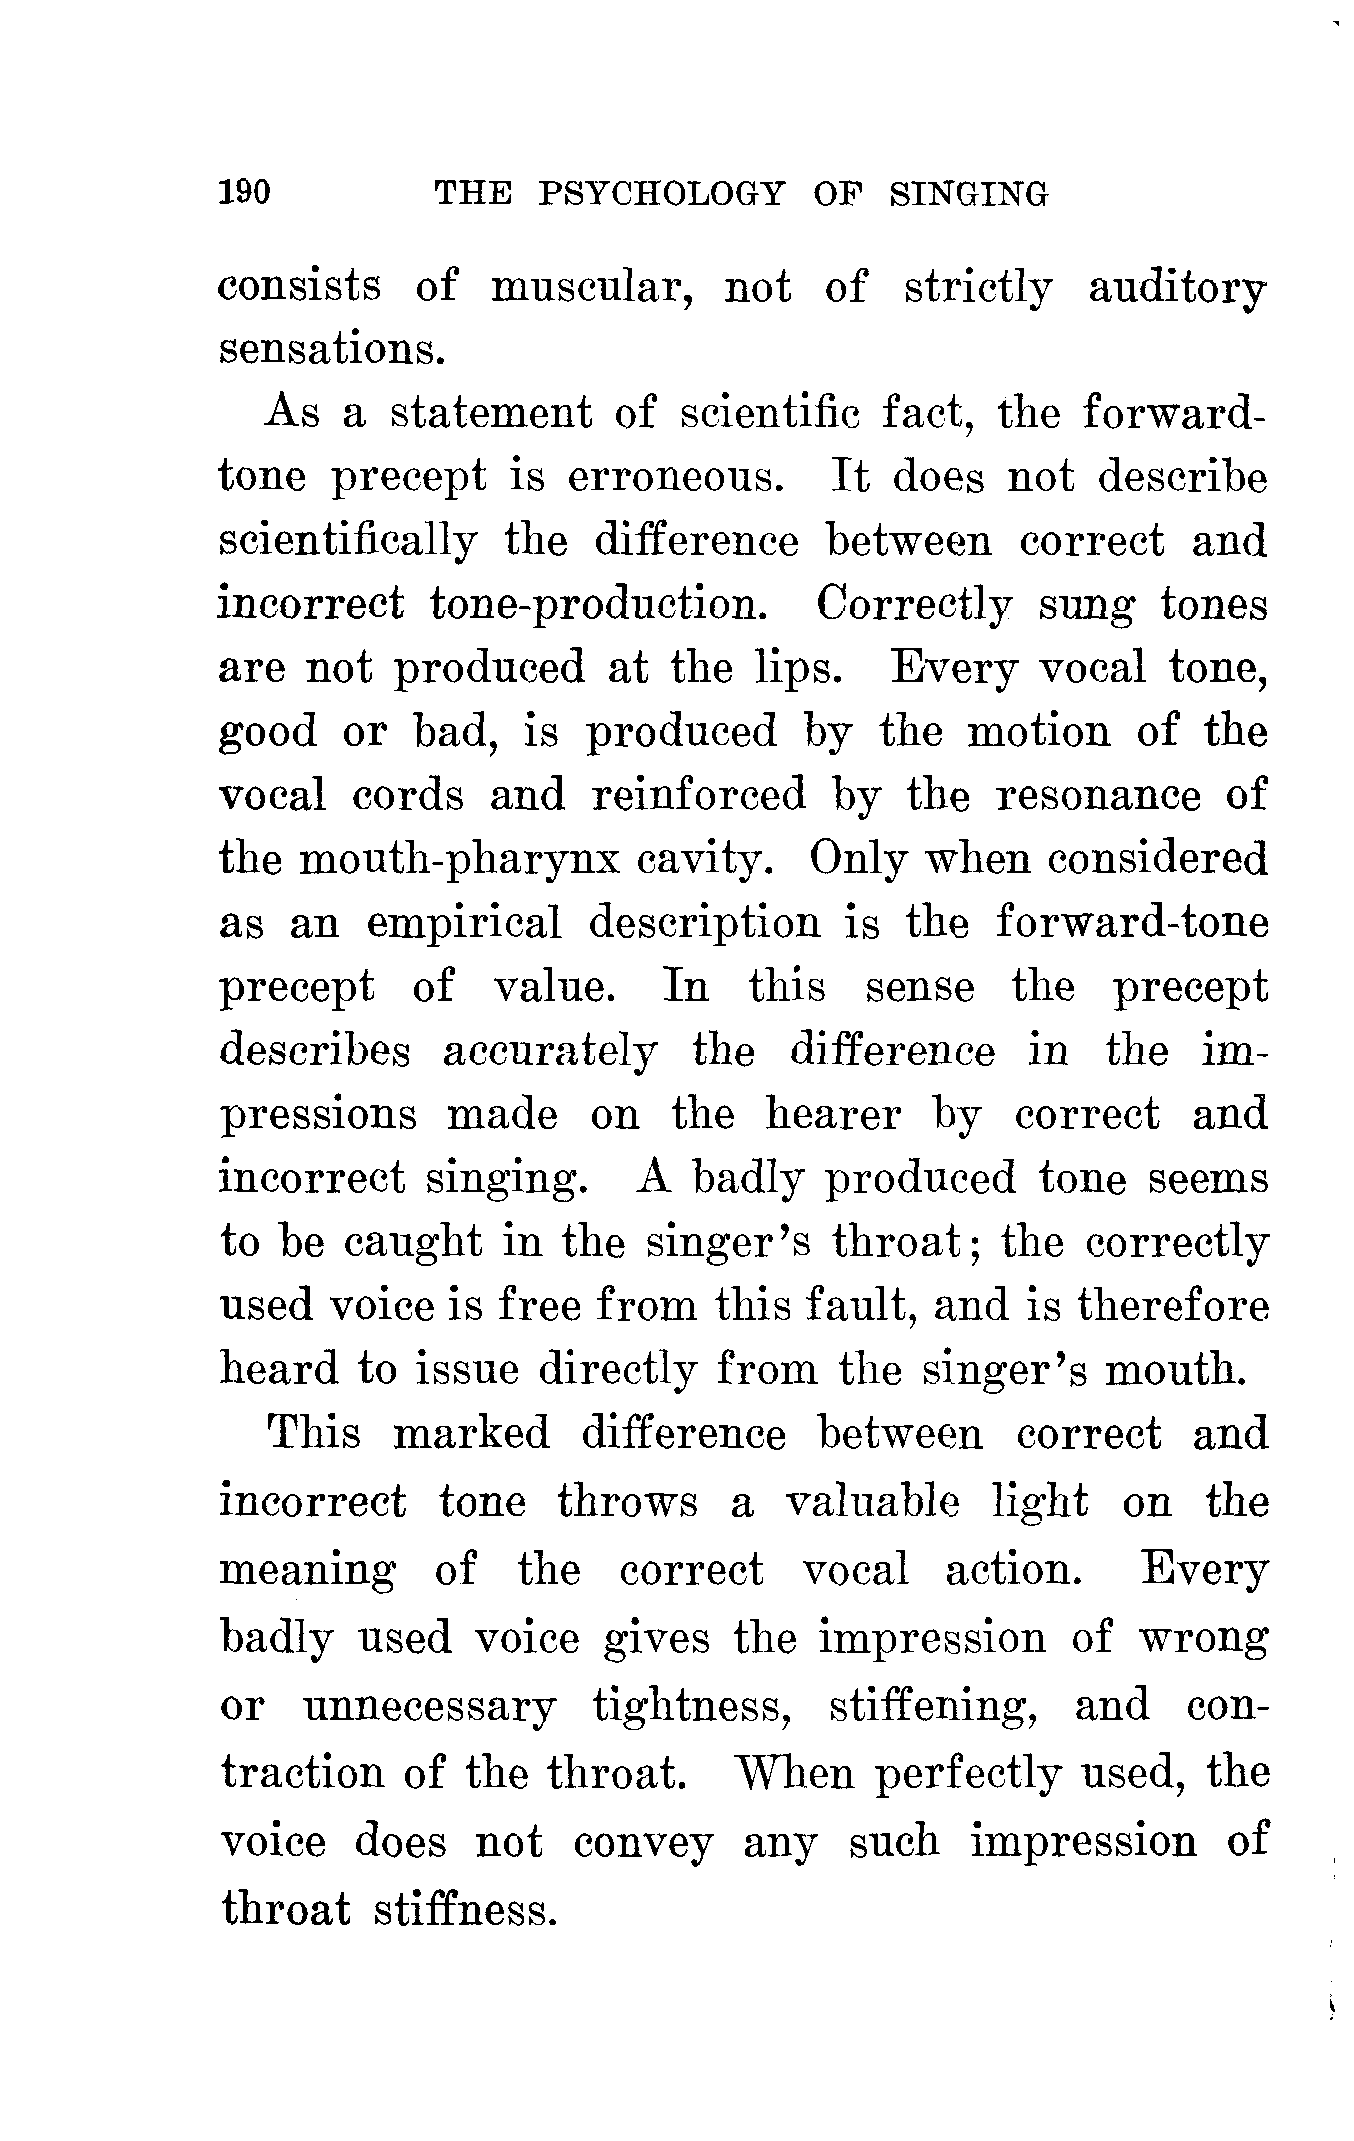 190 THE PSYCHOLOGY OF SINGING
consists of muscular, not of strictly auditory
sensations.
As a statement of scientific fact, the forward-
tone precept is erroneous. It does not describe
scientifically the difference between correct and
incorrect tone-production. Correctly sung tones
are not produced at the lips. Every vocal tone,
good or bad, is produced by the motion of the
vocal cords and reinforced by the resonance of
the mouth-pharynx cavity. Only when considered
as an empirical description is the forward-tone
precept of value. In this sense the precept
describes accurately the difference in the im-
pressions made on the hearer by correct and
incorrect singing. A badly produced tone seems
to be caught in the singer's throat; the correctly
used voice is free from this fault, and is therefore
heard to issue directly from the singer's mouth.
This marked difference between correct and
incorrect tone throws a valuable light on the
meaning of the correct vocal action. Every
badly used voice gives the impression of wrong
or unnecessary tightness, stiffening, and con-
traction of the throat. When perfectly used, the
voice does not convey any such impression of
throat stiffness.